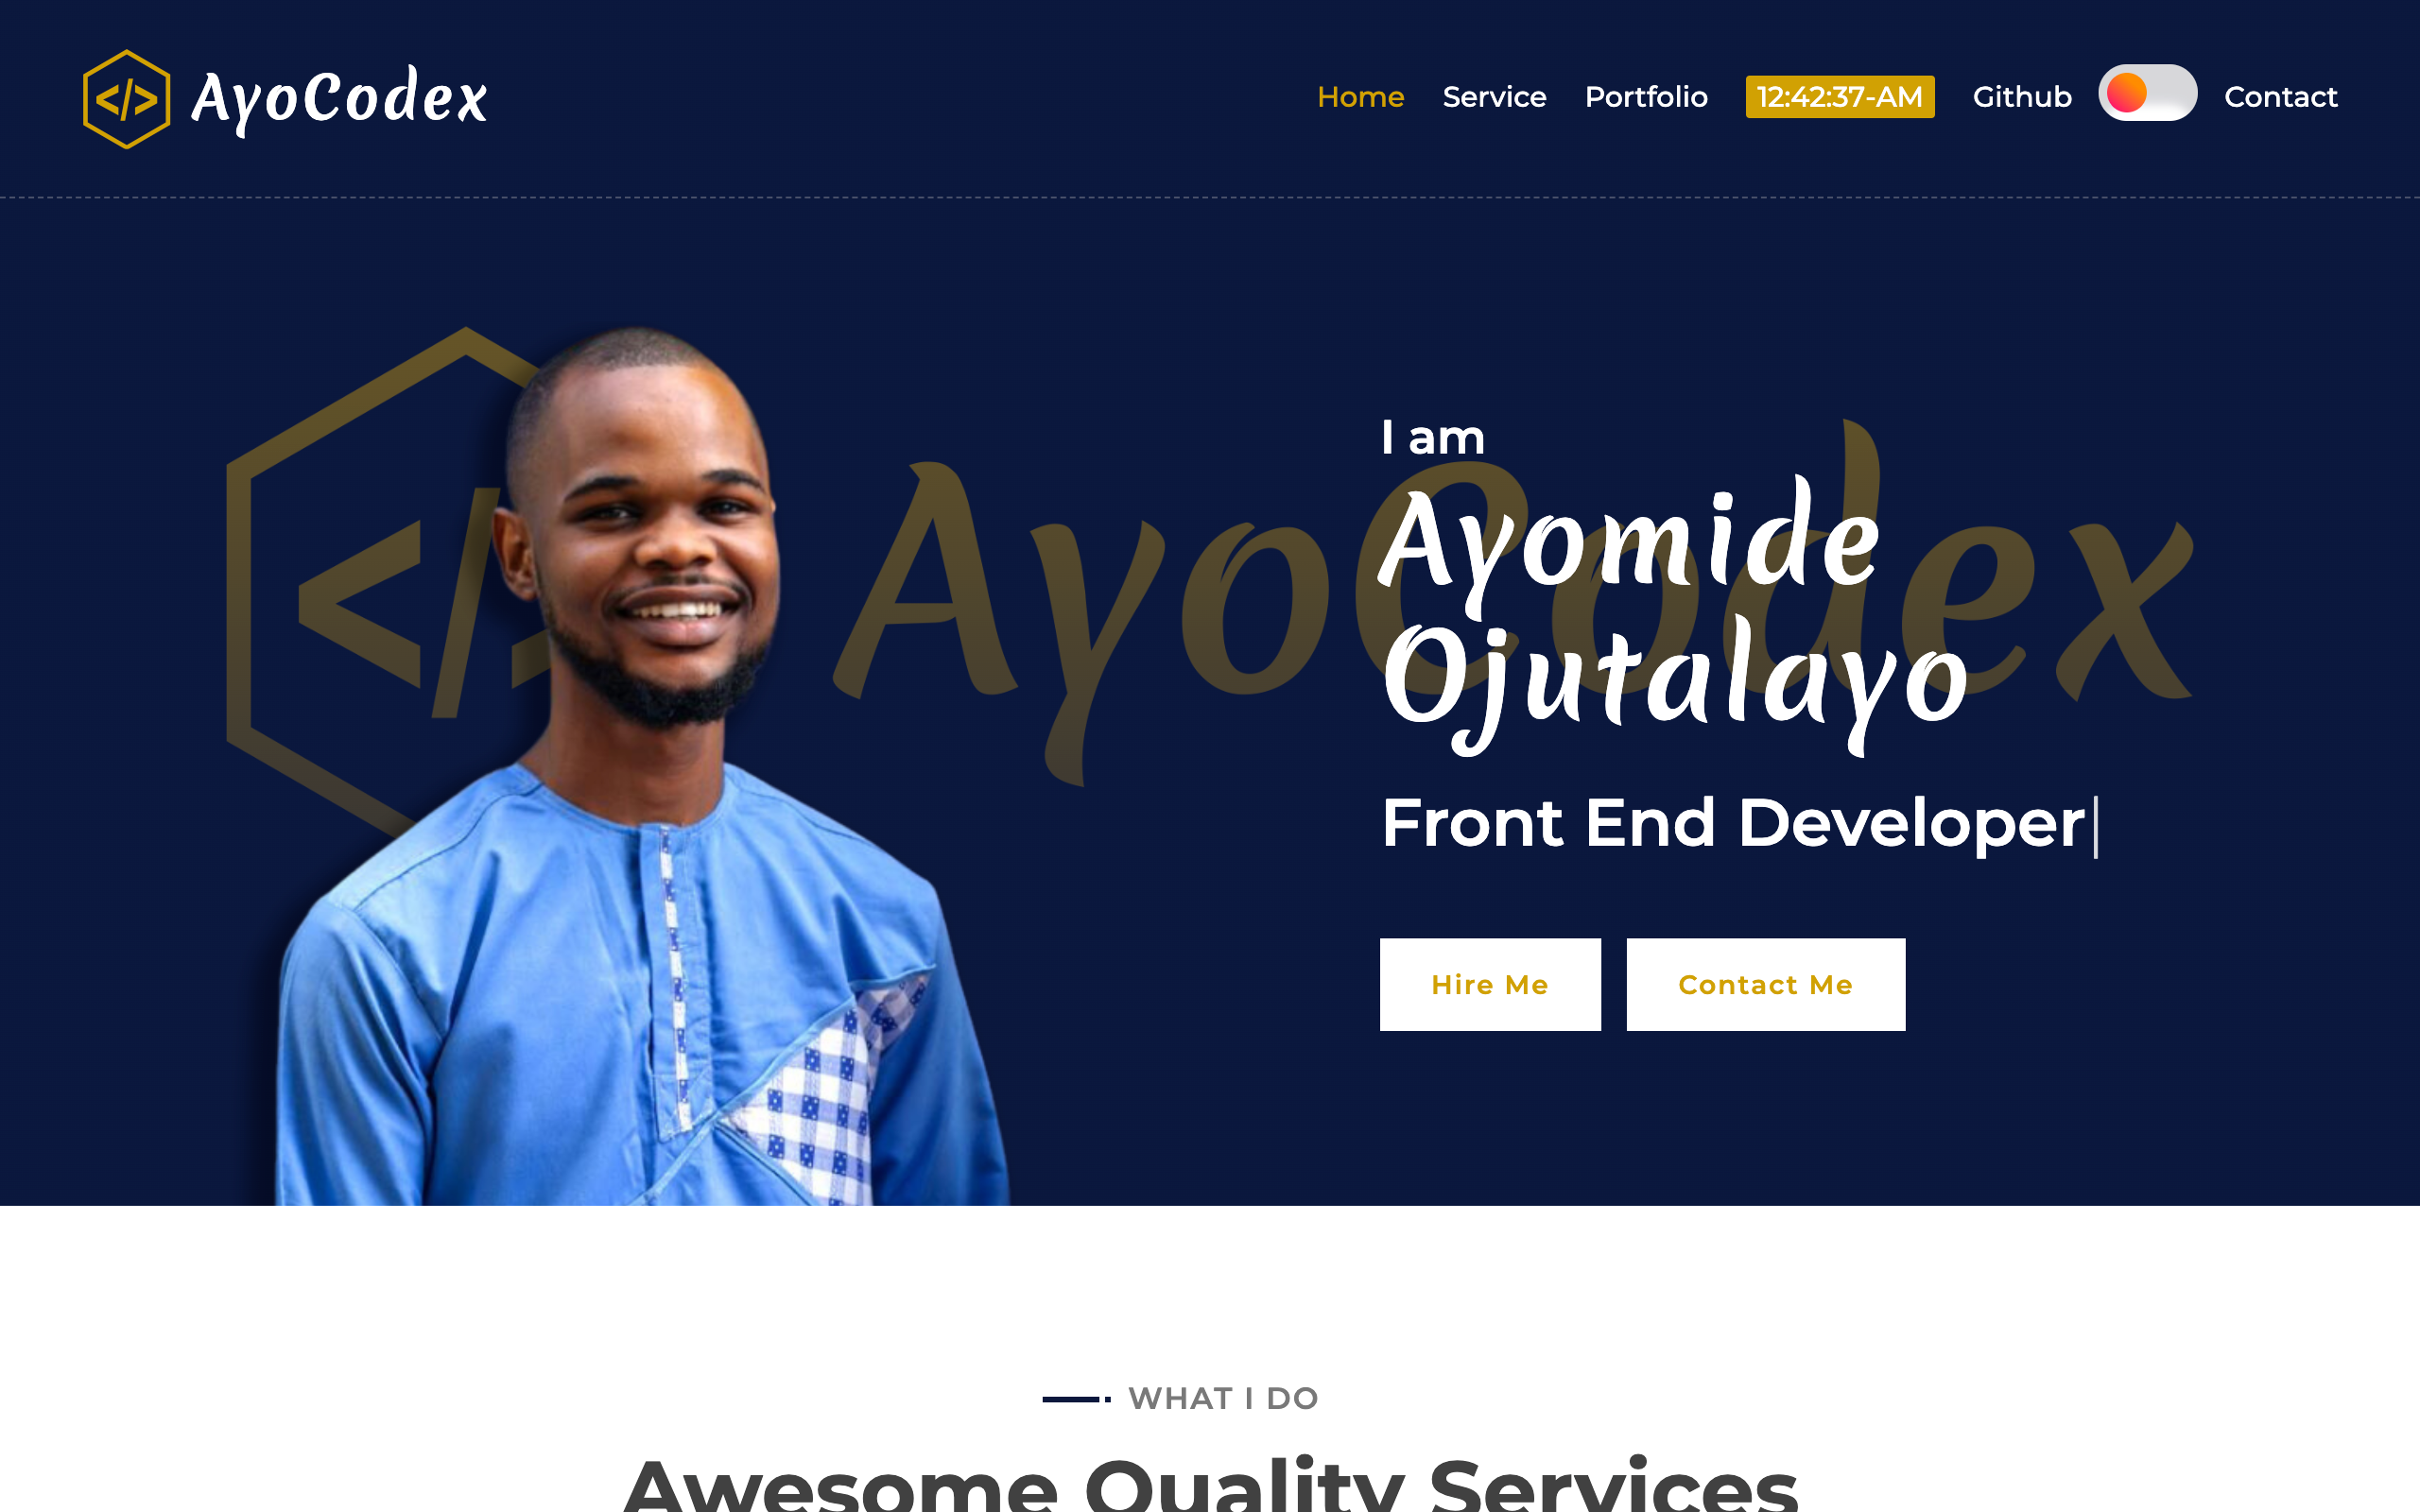 </> AyoCodex
Home Service Portfolio 12:42:37-AM Github Contact
AyoCodex
I am
Ayomide
Ojutalayo
Front End Developer|
Hire Me Contact Me
WHAT I DO
Awesome Quality Services